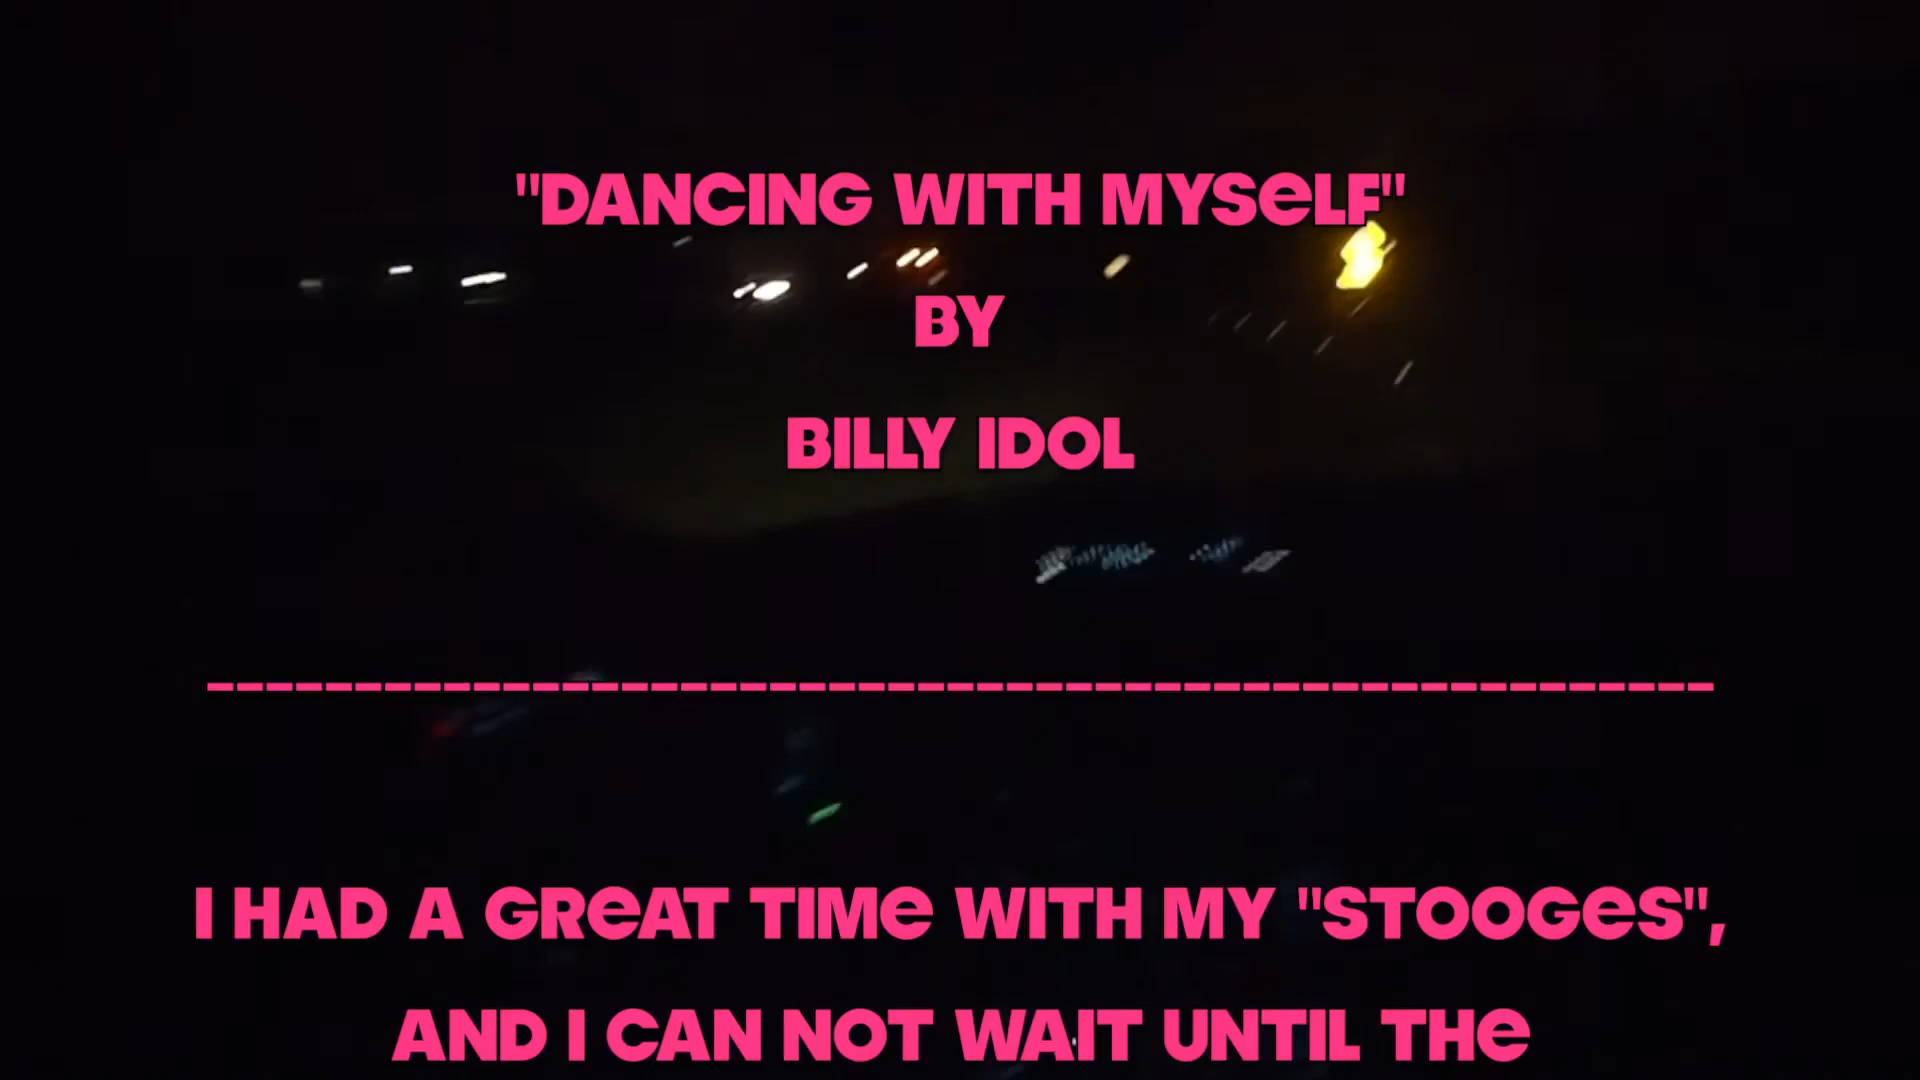 "DANCING WITH MYSeLF"
BY
BILLY IDOL
---------------------------------------------------
I HAD A GReAT TIMe WITH MY "STOOGeS",
AND I CAN NOT WAIT UNTIL THe